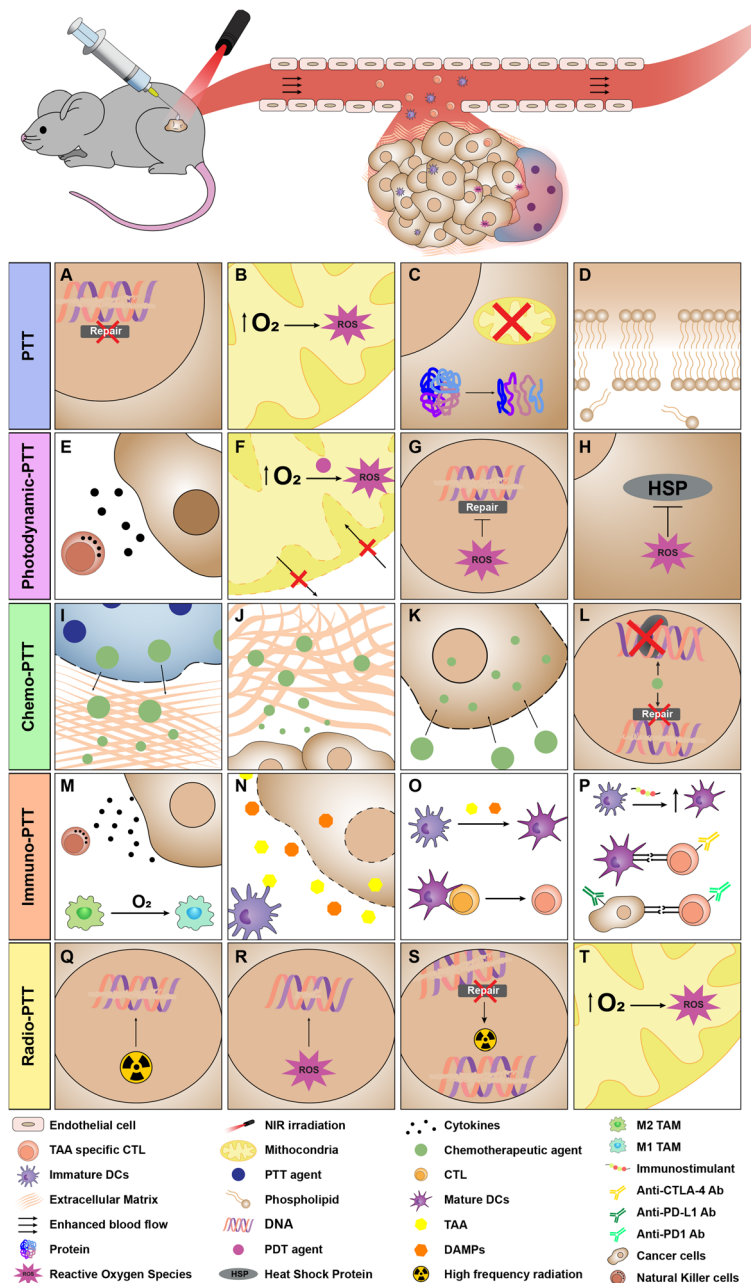 PTT
A
Repair
B
↑O₂
ROS
C
D
Photodynamic-PTT
E
F
↑O₂
ROS
G
Repair
ROS
H
HSP
ROS
Chemo-PTT
I
J
K
L
Repair
Immuno-PTT
M
O₂
N
O
P
Radio-PTT
Q
R
ROS
S
Repair
T
↑O₂
ROS
Endothelial cell
TAA specific CTL
Immature DCs
Extracellular Matrix
Enhanced blood flow
Protein
ROS Reactive Oxygen Species
NIR irradiation
Mithocondria
PTT agent
Phospholipid
DNA
PDT agent
HSP Heat Shock Protein
Cytokines
Chemotherapeutic agent
CTL
Mature DCs
TAA
DAMPs
High frequency radiation
M2 TAM
M1 TAM
Immunostimulant
Anti-CTLA-4 Ab
Anti-PD-L1 Ab
Anti-PD1 Ab
Cancer cells
Natural Killer cells